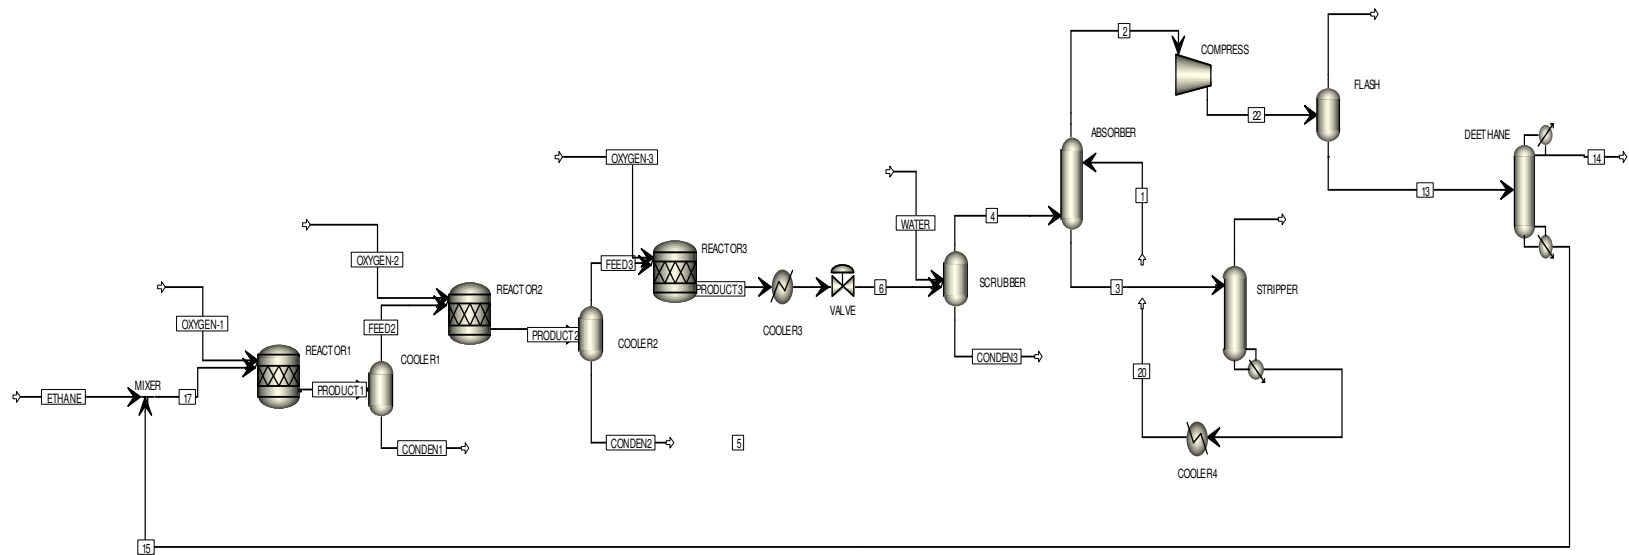 2
COMPRESS
FLASH
22
ABSORBER
DEETHANE
OXYGEN-3
14
13
1
4
WATER
REACTOR3
OXYGEN-2
FEED3
SCRUBBER
REACTOR2
PRODUCT3
6
3
STRIPPER
VALVE
COOLER3
OXYGEN-1
FEED2
PRODUCT2
COOLER2
REACTOR1
COOLER1
CONDEN3
20
MIXER
PRODUCT1
ETHANE
17
CONDEN1
CONDEN2
5
COOLER4
15